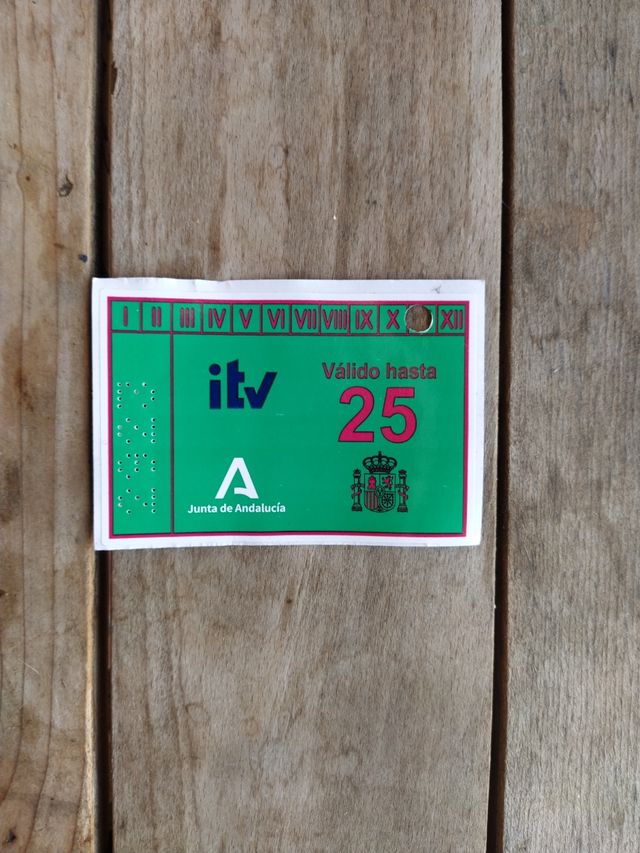 I II III IV V VI VII VIII IX X XII
itv
Válido hasta
25
Junta de Andalucía